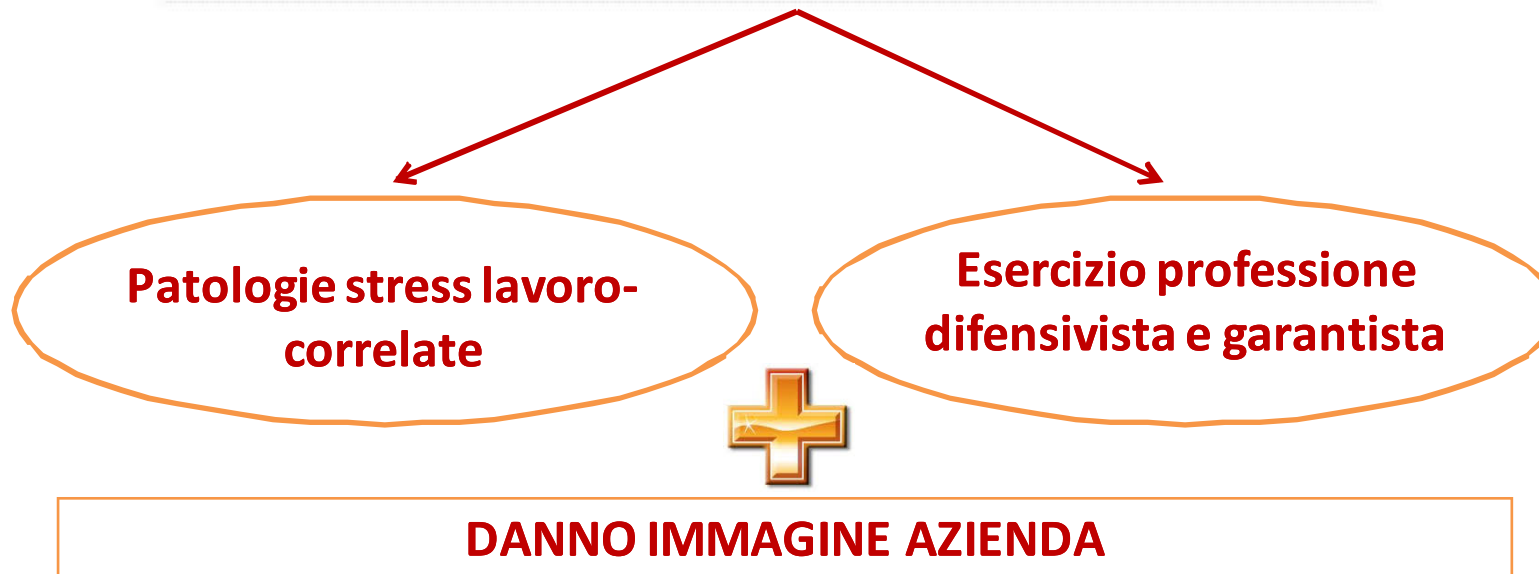 Patologie stress lavoro-
correlate
Esercizio professione
difensivista e garantista
DANNO IMMAGINE AZIENDA